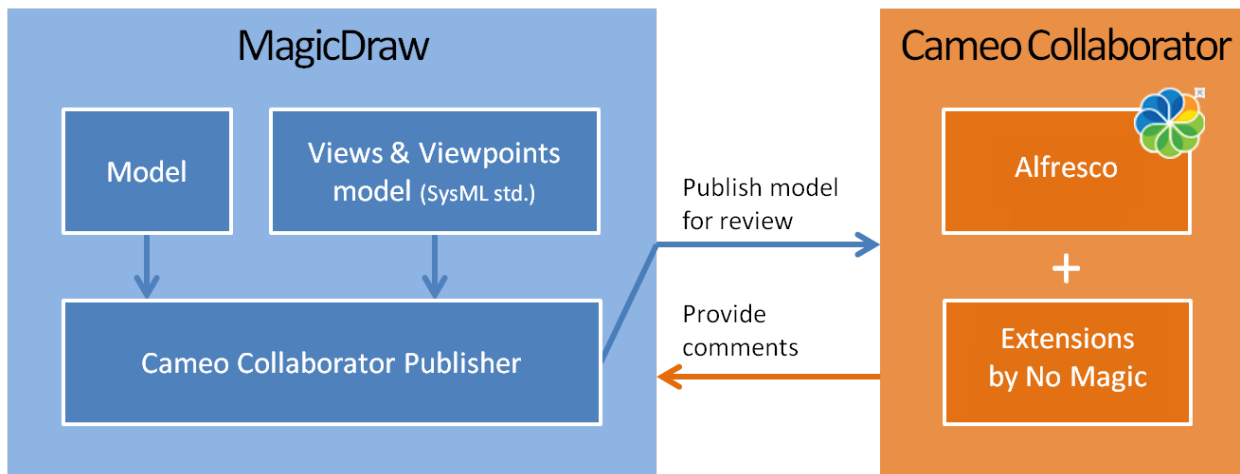 MagicDraw
Model
Views & Viewpoints
model (SysML std.)
Cameo Collaborator Publisher
Publish model
for review
Provide
comments
Cameo Collaborator
Alfresco
+
Extensions
by No Magic